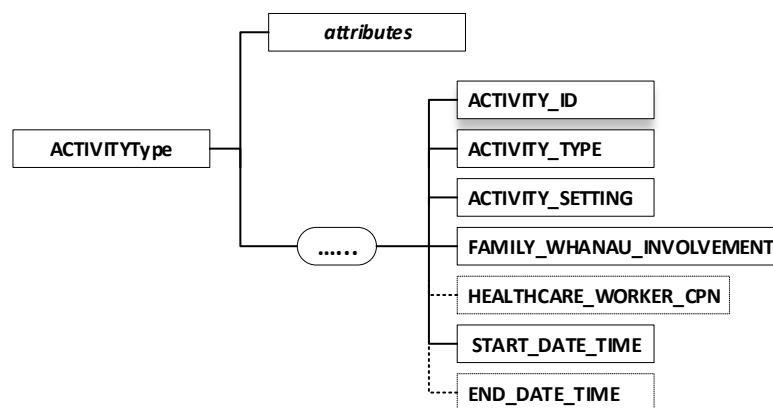 attributes
ACTIVITY_ID
ACTIVITYType
ACTIVITY_TYPE
ACTIVITY_SETTING
......
FAMILY_WHANAU_INVOLVEMENT
HEALTHCARE_WORKER_CPN
START_DATE_TIME
END_DATE_TIME